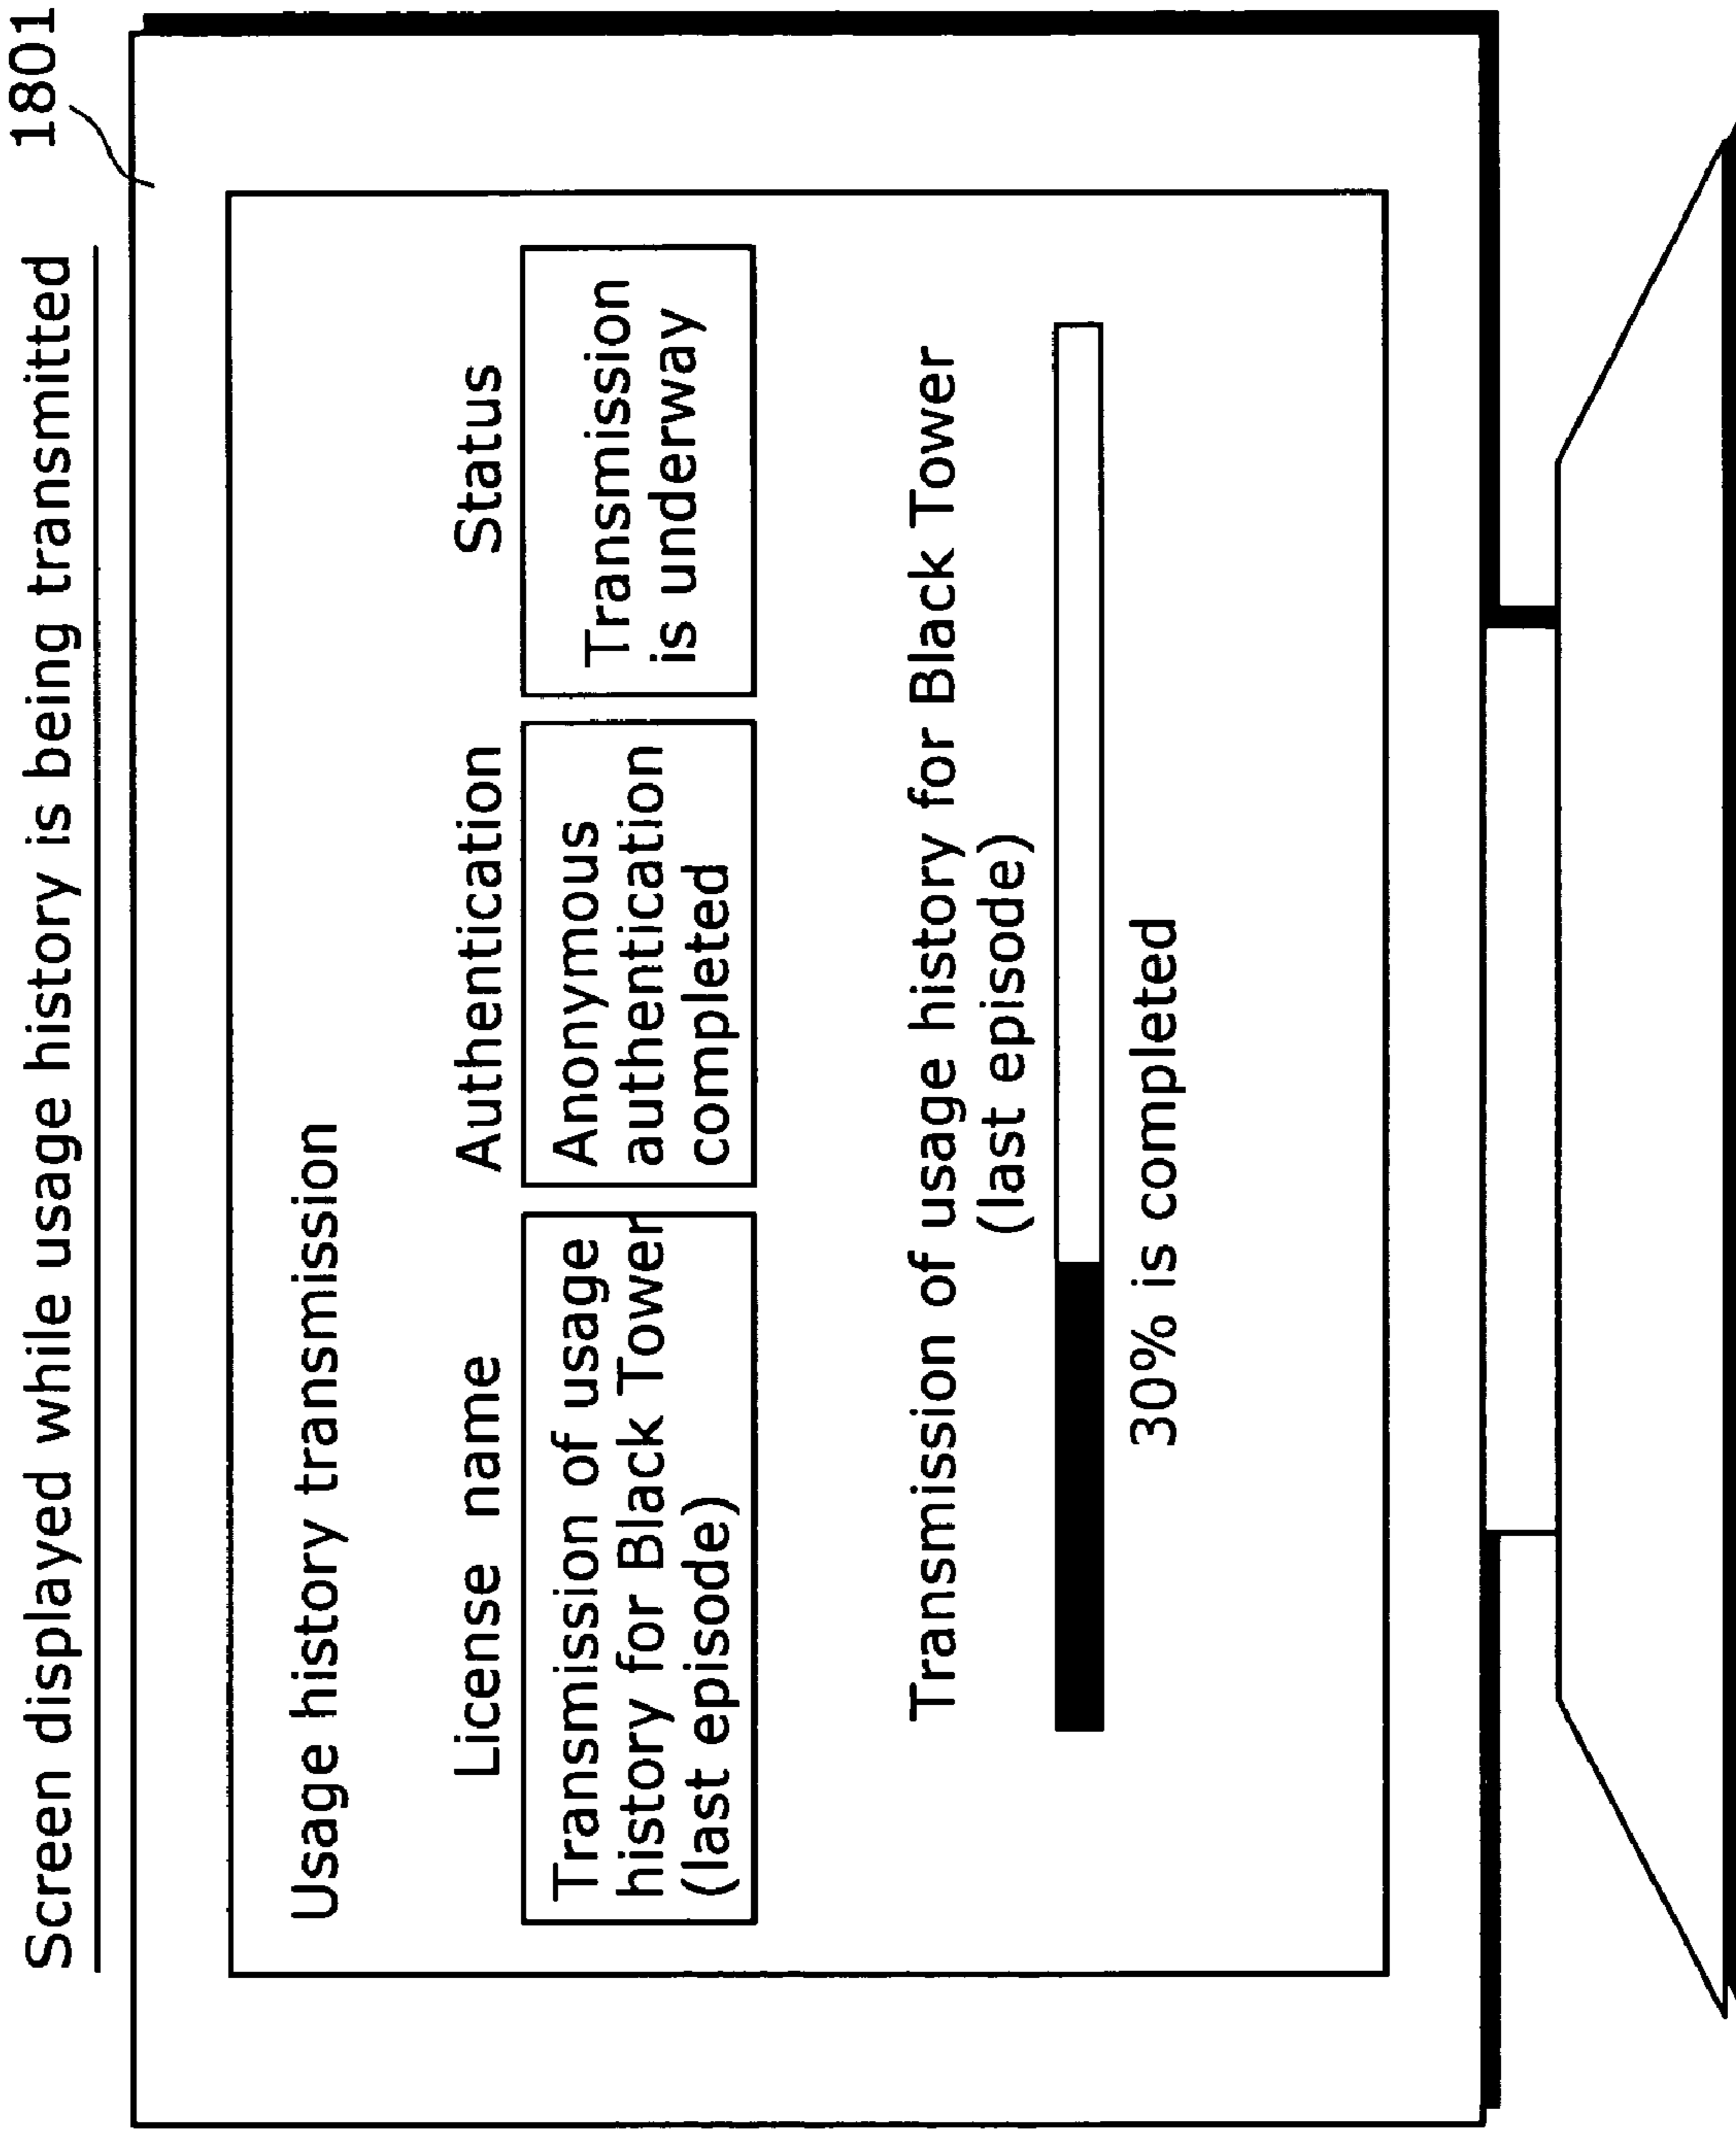 Screen displayed while usage history is being transmitted
1801
Usage history transmission
License name
Authentication
Status
Transmission of usage
history for Black Tower
(last episode)
Anonymous
authentication
completed
Transmission
is underway
Transmission of usage history for Black Tower
(last episode)
30% is completed